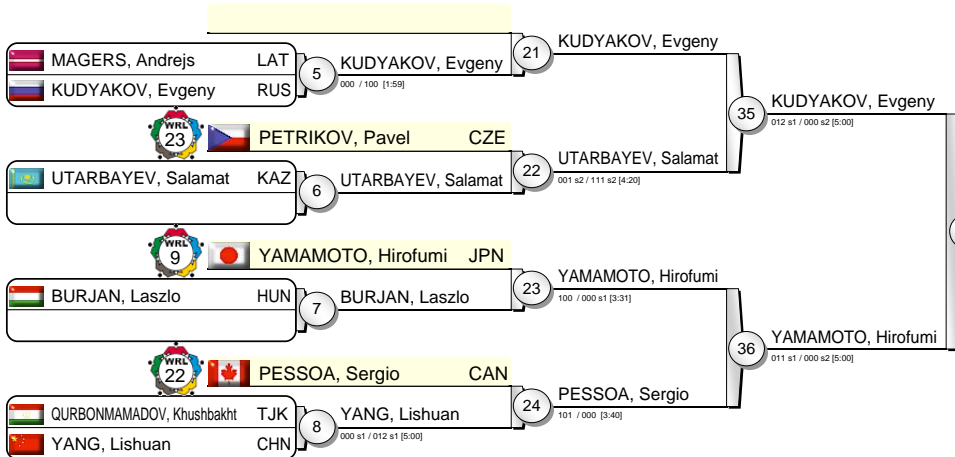 MAGERS, Andrejs LAT
KUDYAKOV, Evgeny RUS
5
KUDYAKOV, Evgeny
000 / 100 [1:59]
21
KUDYAKOV, Evgeny
WRL 23
PETRIKOV, Pavel CZE
UTARBAYEV, Salamat KAZ
6
UTARBAYEV, Salamat
22
UTARBAYEV, Salamat
001 s2 / 111 s2 [4:20]
35
KUDYAKOV, Evgeny
012 s1 / 000 s2 [5:00]
WRL 9
YAMAMOTO, Hirofumi JPN
BURJAN, Laszlo HUN
7
BURJAN, Laszlo
23
YAMAMOTO, Hirofumi
100 / 000 s1 [3:31]
WRL 22
PESSOA, Sergio CAN
QURBONMAMADOV, Khushbakht TJK
YANG, Lishuan CHN
8
YANG, Lishuan
000 s1 / 012 s1 [5:00]
24
PESSOA, Sergio
101 / 000 [3:40]
36
YAMAMOTO, Hirofumi
011 s1 / 000 s2 [5:00]